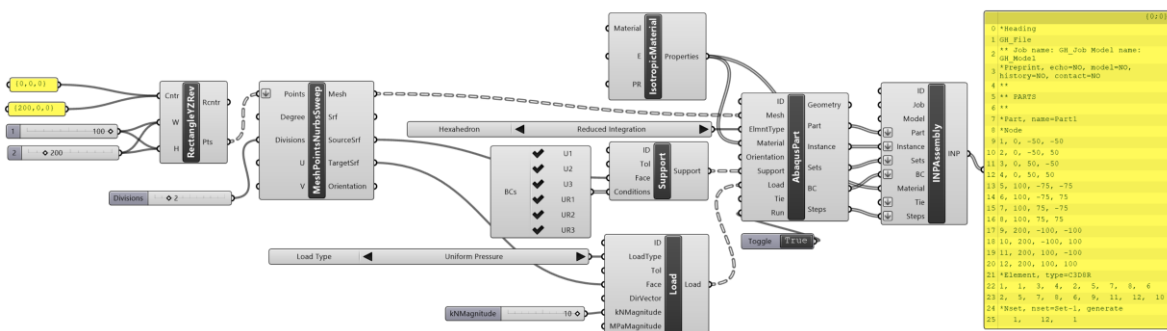 {0,0,0}
{200,0,0}
1
100
2
200
Cntr
W
H
RectangleYZRev
Rcntr
Pts
Divisions
2
Points
Degree
Divisions
U
V
MeshPointsNurbsSweep
Mesh
Srf
SourceSrf
TargetSrf
Orientation
Hexahedron
Reduced Integration
BCs
U1
U2
U3
UR1
UR2
UR3
Load Type
Uniform Pressure
kNMagnitude
10
Material
E
PR
IsotropicMaterial
Properties
ID
Tol
Face
Conditions
Support
Support
ID
LoadType
Tol
Face
DirVector
kNMagnitude
MPaMagnitude
Load
Load
ID
Mesh
ElmntType
Material
Orientation
Support
Load
Run
AbaqusPart
Geometry
Part
Instance
Sets
BC
Steps
Toggle
True
ID
Job
Model
Part
Instance
Sets
BC
Material
Tie
Steps
INPAssembly
INP
{0;0}
0 *Heading
1 GH_File
2 ** Job name: GH_Job Model name:
GH_Model
3 *Preprint, echo=NO, model=NO,
history=NO, contact=NO
4 **
5 ** PARTS
6 **
7 *Part, name=Part1
8 *Node
9 1, 0, -50, -50
10 2, 0, -50, 50
11 3, 0, 50, -50
12 4, 0, 50, 50
13 5, 100, -75, -75
14 6, 100, -75, 75
15 7, 100, 75, -75
16 8, 100, 75, 75
17 9, 200, -100, -100
18 10, 200, -100, 100
19 11, 200, 100, -100
20 12, 200, 100, 100
21 *Element, type=C3D8R
22 1, 1, 3, 4, 2, 5, 7, 8, 6
23 2, 5, 7, 8, 6, 9, 11, 12, 10
24 *Nset, nset=Set-1, generate
25 1, 12, 1